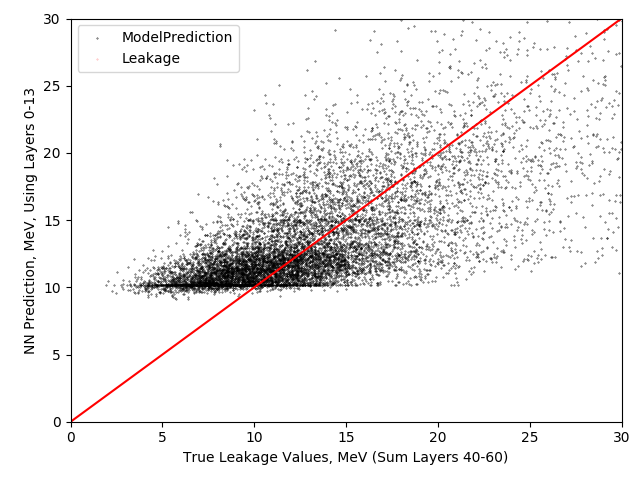 ModelPrediction
Leakage
30
25
20
15
10
5
0
NN Prediction, MeV, Using Layers 0-13
0 5 10 15 20 25 30
True Leakage Values, MeV (Sum Layers 40-60)